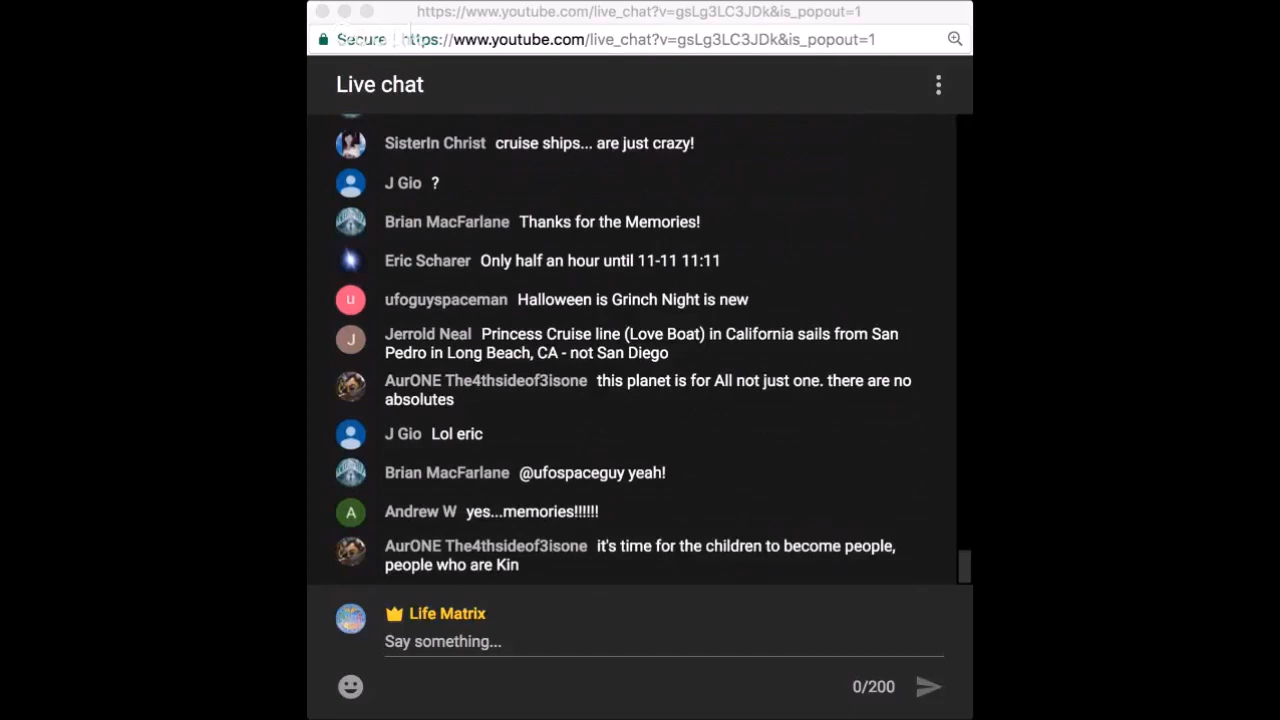 https://www.youtube.com/live_chat?v=gsLg3LC3JDk&is_popout=1
Secure https://www.youtube.com/live_chat?v=gsLg3LC3JDk&is_popout=1
Live chat
SisterIn Christ cruise ships... are just crazy!
J Gio ?
Brian MacFarlane Thanks for the Memories!
Eric Scharer Only half an hour until 11-11 11:11
u ufoguyspaceman Halloween is Grinch Night is new
J Jerrold Neal Princess Cruise line (Love Boat) in California sails from San
Pedro in Long Beach, CA - not San Diego
AurONE The4thsideof3isone this planet is for All not just one. there are no
absolutes
J Gio Lol eric
Brian MacFarlane @ufospaceguy yeah!
A Andrew W yes...memories!!!!!!
AurONE The4thsideof3isone it's time for the children to become people,
people who are Kin
Life Matrix
Say something...
0/200